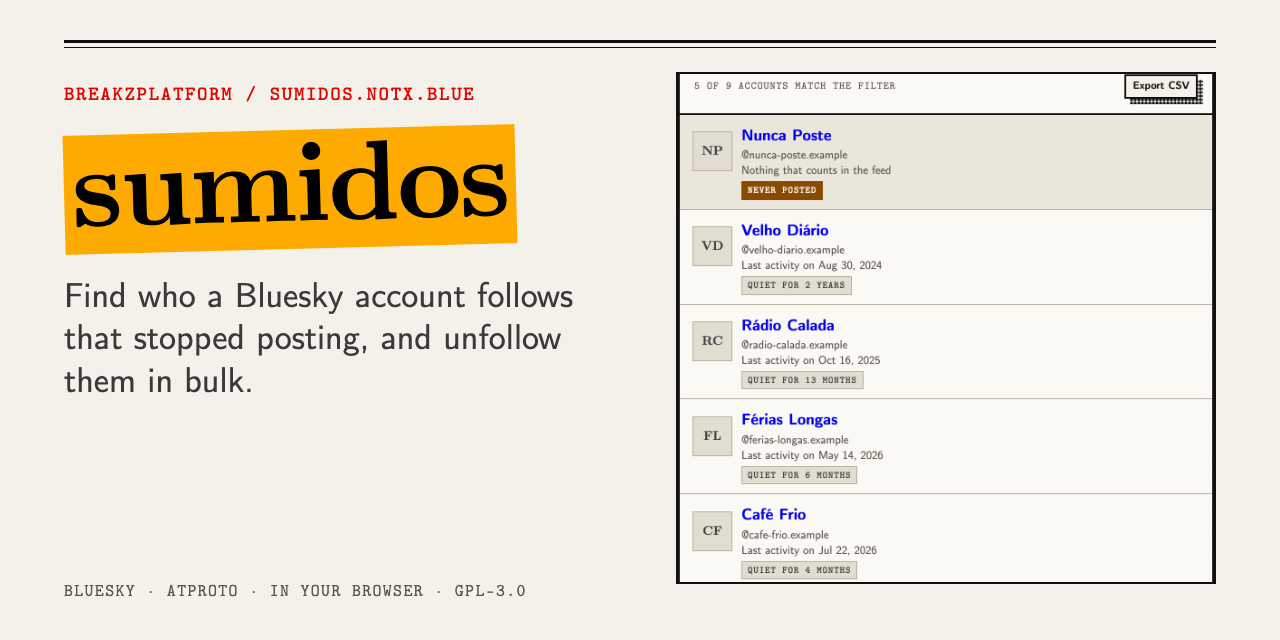 BREAKZPLATFORM / SUMIDOS.NOTX.BLUE
sumidos
Find who a Bluesky account follows
that stopped posting, and unfollow
them in bulk.
BLUESKY · ATPROTO · IN YOUR BROWSER · GPL-3.0
5 OF 9 ACCOUNTS MATCH THE FILTER
Export CSV
NP
Nunca Poste
@nunca-poste.example
Nothing that counts in the feed
NEVER POSTED
VD
Velho Diário
@velho-diario.example
Last activity on Aug 30, 2024
QUIET FOR 2 YEARS
RC
Rádio Calada
@radio-calada.example
Last activity on Oct 16, 2025
QUIET FOR 13 MONTHS
FL
Férias Longas
@ferias-longas.example
Last activity on May 14, 2026
QUIET FOR 6 MONTHS
CF
Café Frio
@cafe-frio.example
Last activity on Jul 22, 2026
QUIET FOR 4 MONTHS